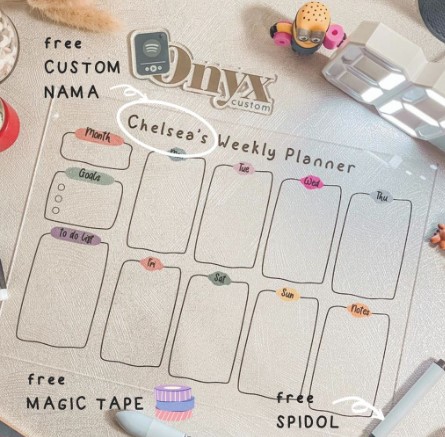 free
CUSTOM
NAMA
Onyx
custom
Chelsea's Weekly Planner
Month
Tue
Wed
Thu
Goals
To do List
Fri
Sat
Sun
Notes
free
MAGIC TAPE
free
SPIDOL